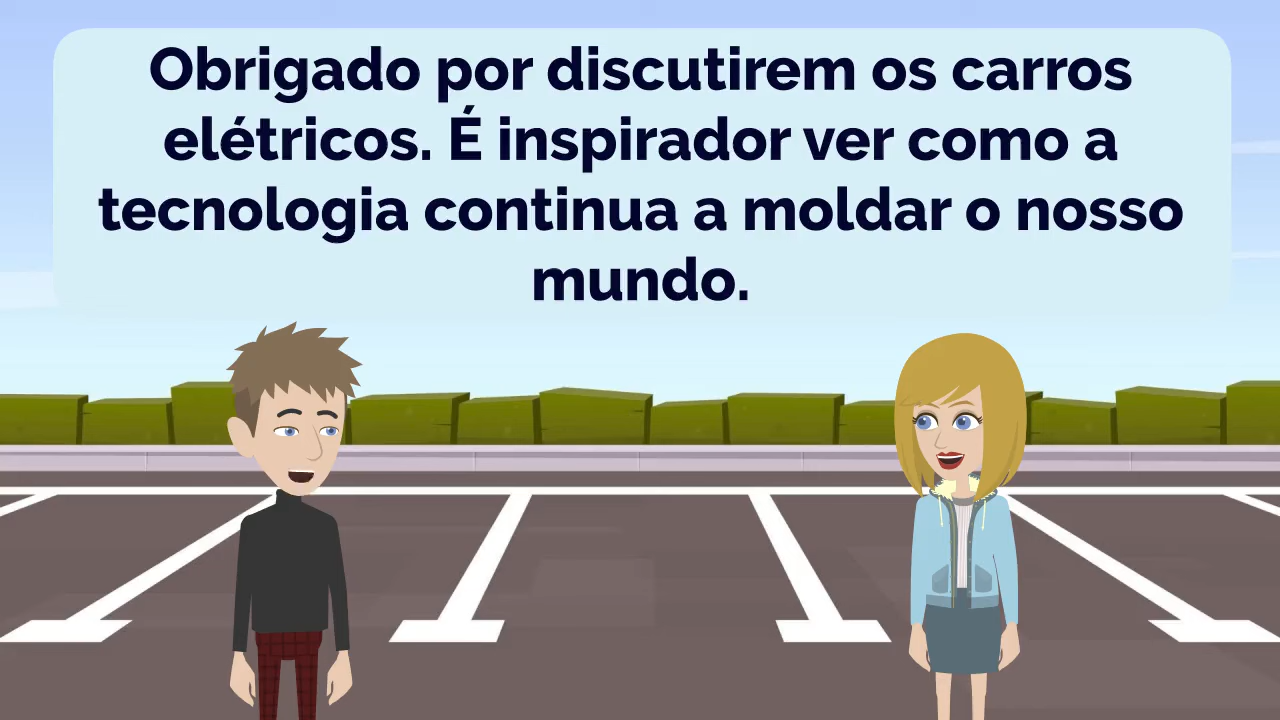 Obrigado por discutirem os carros
elétricos. É inspirador ver como a
tecnologia continua a moldar o nosso
mundo.